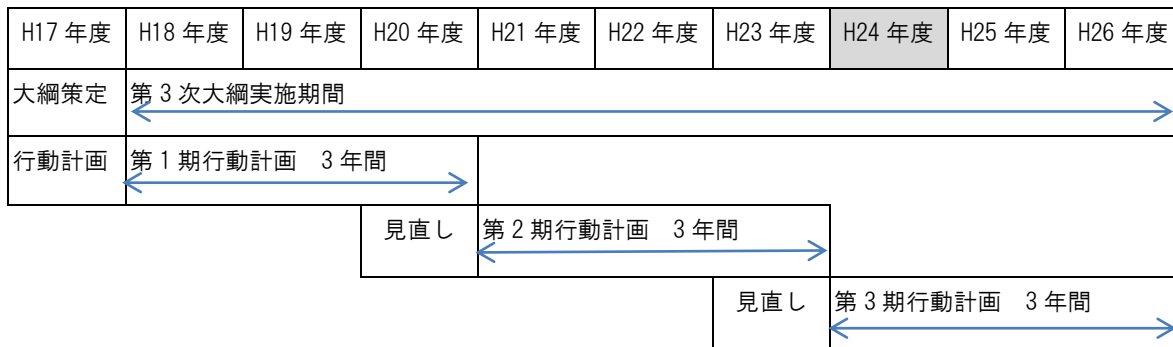 H17 年度 H18 年度 H19 年度 H20 年度 H21 年度 H22 年度 H23 年度 H24 年度 H25 年度 H26 年度
大綱策定 第 3 次大綱実施期間
行動計画 第 1 期行動計画　3 年間
見直し 第 2 期行動計画　3 年間
見直し 第 3 期行動計画　3 年間